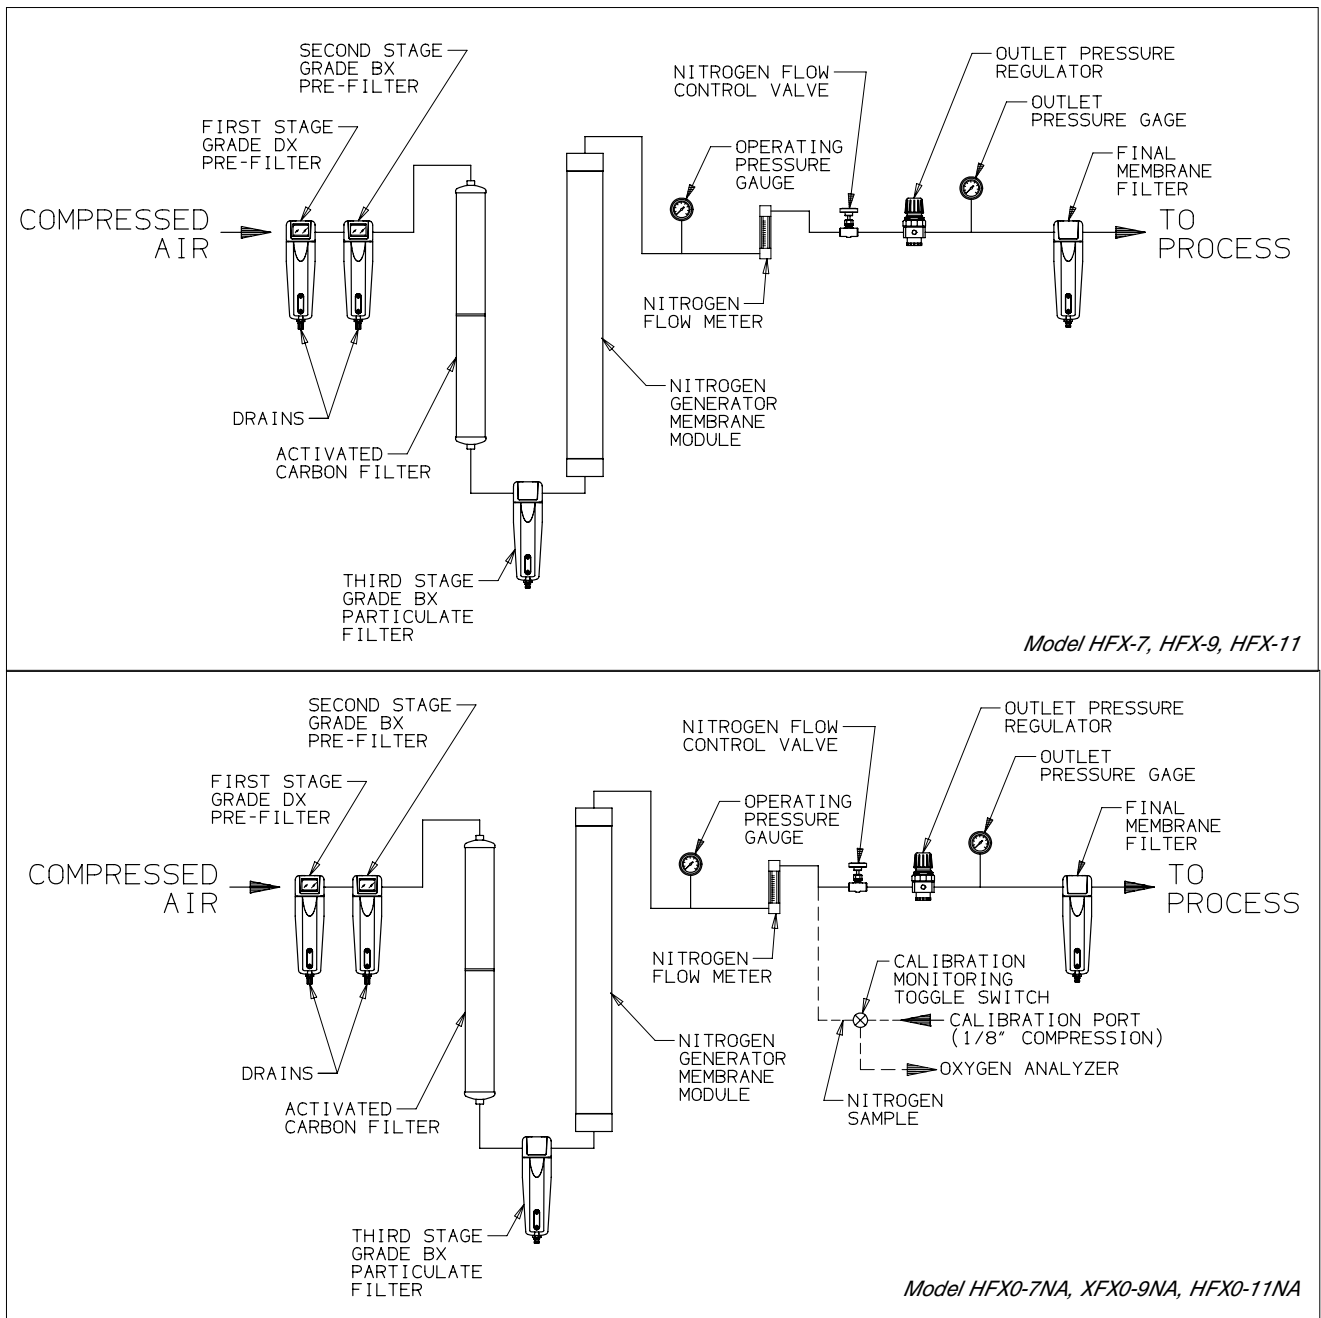 SECOND STAGE
GRADE BX
PRE-FILTER
FIRST STAGE
GRADE DX
PRE-FILTER
COMPRESSED
AIR
DRAINS
ACTIVATED
CARBON FILTER
THIRD STAGE
GRADE BX
PARTICULATE
FILTER
NITROGEN
GENERATOR
MEMBRANE
MODULE
OPERATING
PRESSURE
GAUGE
NITROGEN
FLOW METER
NITROGEN FLOW
CONTROL VALVE
OUTLET PRESSURE
REGULATOR
OUTLET
PRESSURE GAGE
FINAL
MEMBRANE
FILTER
TO
PROCESS
Model HFX-7, HFX-9, HFX-11
SECOND STAGE
GRADE BX
PRE-FILTER
FIRST STAGE
GRADE DX
PRE-FILTER
COMPRESSED
AIR
DRAINS
ACTIVATED
CARBON FILTER
THIRD STAGE
GRADE BX
PARTICULATE
FILTER
NITROGEN
GENERATOR
MEMBRANE
MODULE
OPERATING
PRESSURE
GAUGE
NITROGEN
FLOW METER
NITROGEN FLOW
CONTROL VALVE
OUTLET PRESSURE
REGULATOR
OUTLET
PRESSURE GAGE
FINAL
MEMBRANE
FILTER
TO
PROCESS
CALIBRATION
MONITORING
TOGGLE SWITCH
CALIBRATION PORT
(1/8" COMPRESSION)
OXYGEN ANALYZER
NITROGEN
SAMPLE
Model HFX0-7NA, XFX0-9NA, HFX0-11NA